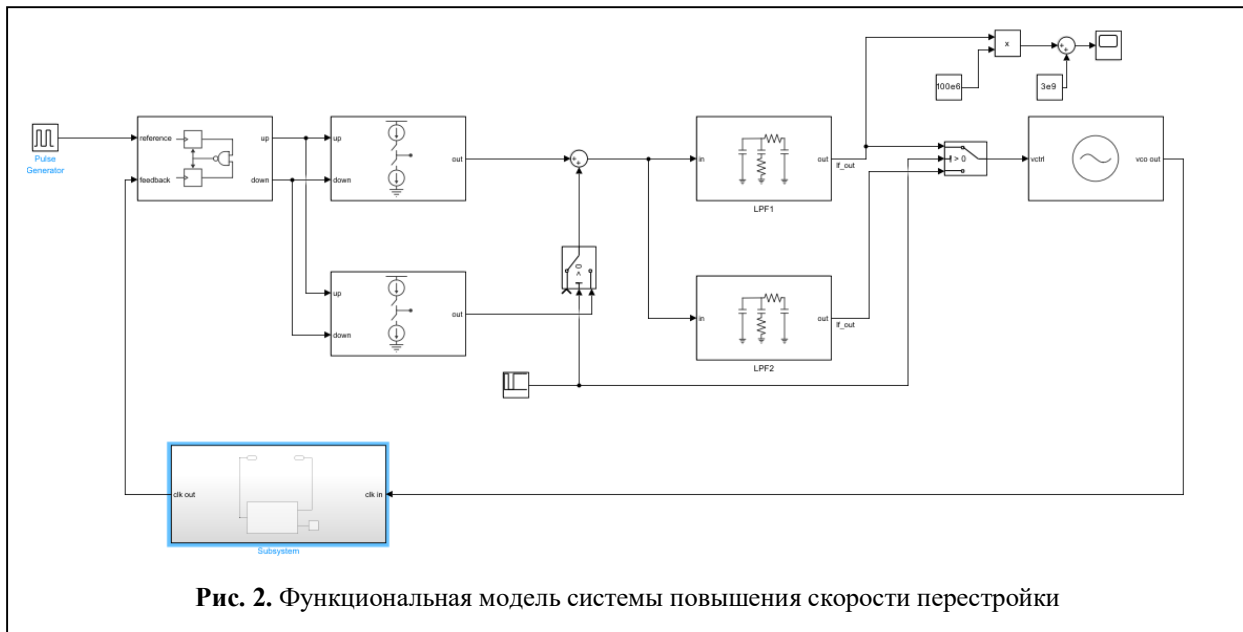 x
100e6
3e9
Pulse
Generator
reference
feedback
up
down
up
down
out
in
out
lf_out
LPF1
> 0
vctrl
vco out
up
down
out
> 0
in
out
lf_out
LPF2
clk out
clk in
Subsystem
Рис. 2. Функциональная модель системы повышения скорости перестройки